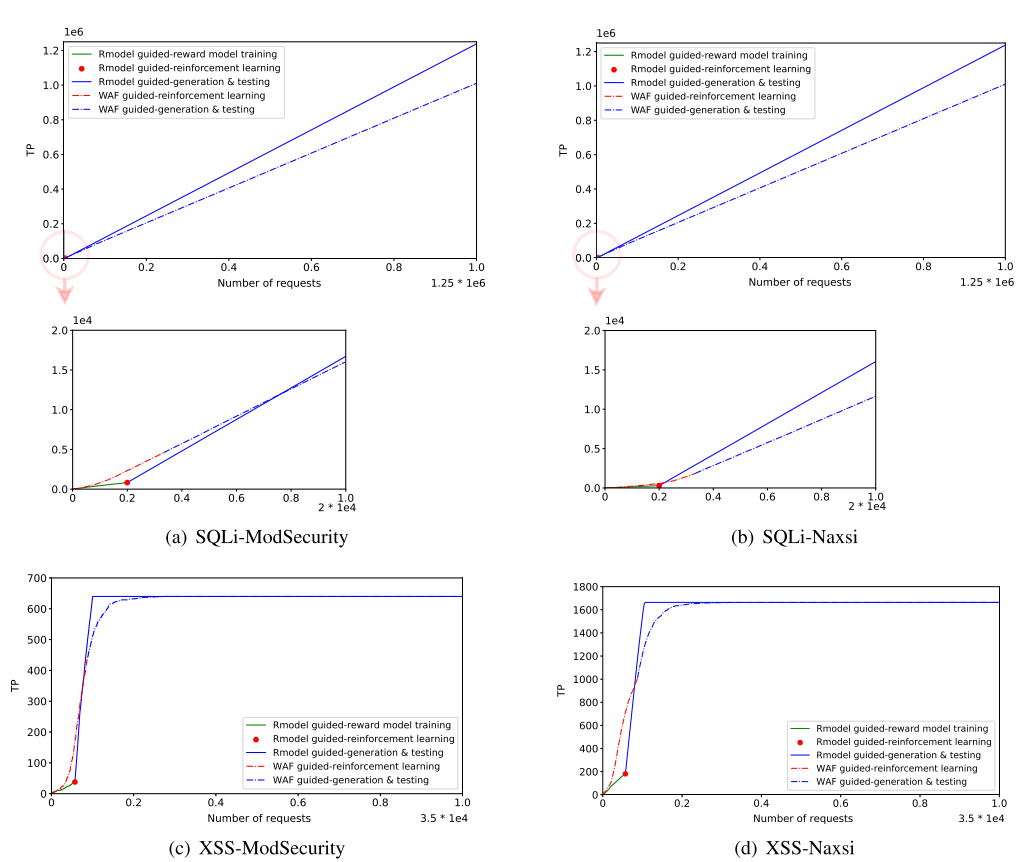 1e6
1.2
1.0
0.8
0.6
0.4
0.2
0.0
TP
Rmodel guided-reward model training
Rmodel guided-reinforcement learning
Rmodel guided-generation & testing
WAF guided-reinforcement learning
WAF guided-generation & testing
0 0.2 0.4 0.6 0.8 1.0
Number of requests 1.25 * 1e6
1e4
2.0
1.5
1.0
0.5
0.0
0 0.2 0.4 0.6 0.8 1.0
2 * 1e4
(a) SQLi-ModSecurity
1e6
1.2
1.0
0.8
0.6
0.4
0.2
0.0
TP
Rmodel guided-reward model training
Rmodel guided-reinforcement learning
Rmodel guided-generation & testing
WAF guided-reinforcement learning
WAF guided-generation & testing
0 0.2 0.4 0.6 0.8 1.0
Number of requests 1.25 * 1e6
1e4
2.0
1.5
1.0
0.5
0.0
0 0.2 0.4 0.6 0.8 1.0
2 * 1e4
(b) SQLi-Naxsi
700
600
500
400
300
200
100
0
TP
Rmodel guided-reward model training
Rmodel guided-reinforcement learning
Rmodel guided-generation & testing
WAF guided-reinforcement learning
WAF guided-generation & testing
0.0 0.2 0.4 0.6 0.8 1.0
Number of requests 3.5 * 1e4
(c) XSS-ModSecurity
1800
1600
1400
1200
1000
800
600
400
200
0
TP
Rmodel guided-reward model training
Rmodel guided-reinforcement learning
Rmodel guided-generation & testing
WAF guided-reinforcement learning
WAF guided-generation & testing
0.0 0.2 0.4 0.6 0.8 1.0
Number of requests 3.5 * 1e4
(d) XSS-Naxsi